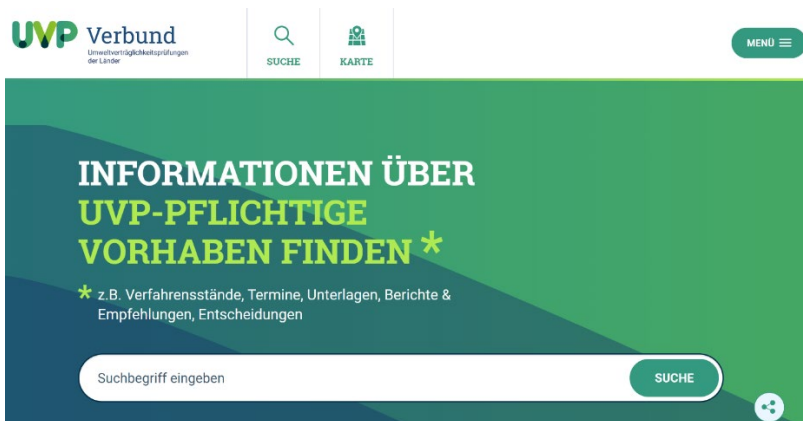 UVP Verbund
Umweltverträglichkeitsprüfungen
der Länder
SUCHE
KARTE
MENÜ
INFORMATIONEN ÜBER
UVP-PFLICHTIGE
VORHABEN FINDEN *
* z.B. Verfahrensstände, Termine, Unterlagen, Berichte &
Empfehlungen, Entscheidungen
Suchbegriff eingeben
SUCHE